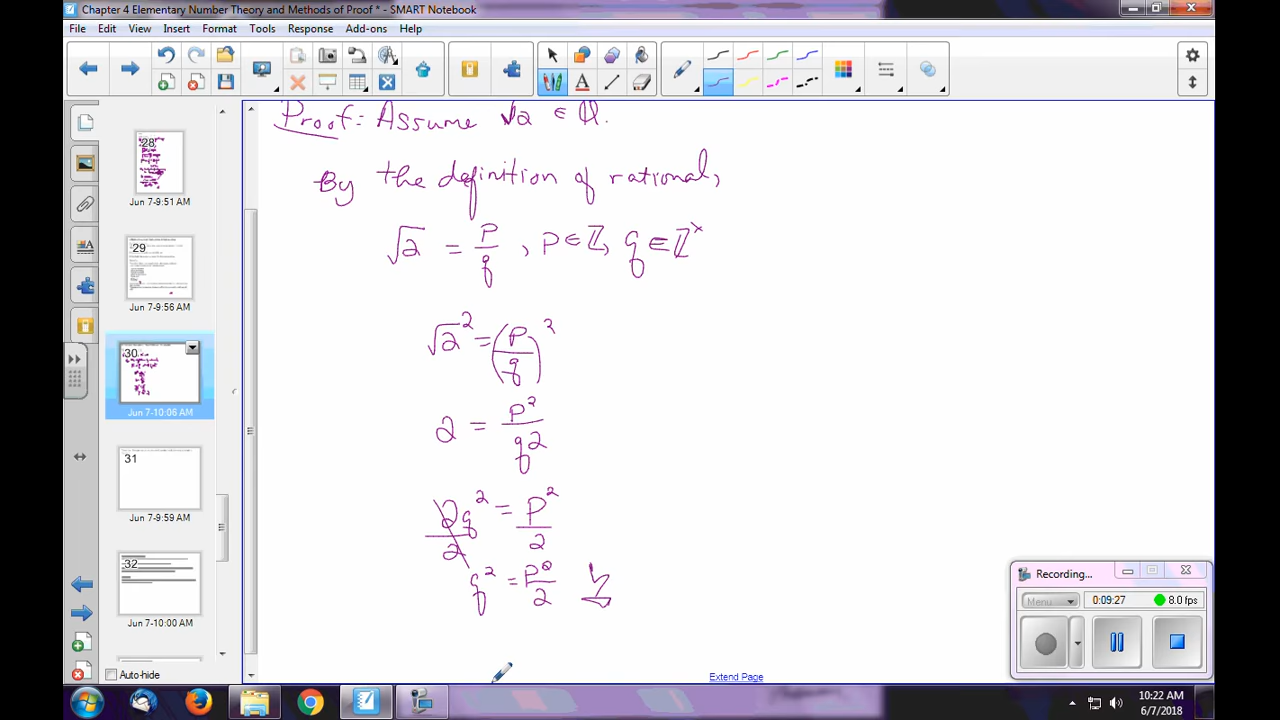 Chapter 4 Elementary Number Theory and Methods of Proof * - SMART Notebook
File Edit View Insert Format Tools Response Add-ons Help
28
Jun 7-9:51 AM
29
Jun 7-9:56 AM
30
Jun 7-10:06 AM
31
Jun 7-9:59 AM
32
Jun 7-10:00 AM
Auto-hide
Proof: Assume √2 ∈ ℚ.
By the definition of rational,
√2 = p/q , p ∈ ℤ, q ∈ ℤˣ
√2² = (p/q)²
2 = p²/q²
2q²/2 = p²/2
q² = p²/2 ↯
Extend Page
Recording...
Menu 0:09:27 8.0 fps
10:22 AM
6/7/2018